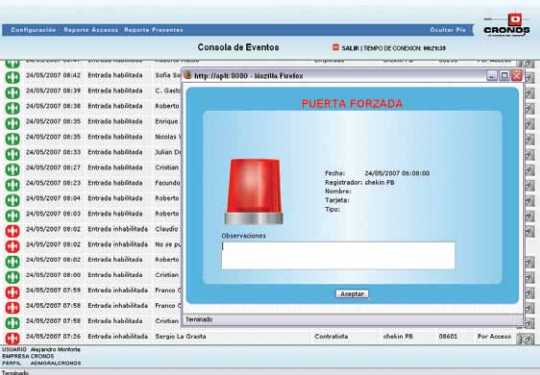 Configuración Reporte Accesos Reporte Presentes Ocultar Pie CRONOS
Consola de Eventos SALIR | TIEMPO DE CONEXION: 00:21:33
24/05/2007 08:42 Entrada habilitada Sofia So
24/05/2007 08:39 Entrada habilitada C. Gasto
24/05/2007 08:38 Entrada habilitada Roberto
24/05/2007 08:35 Entrada habilitada Enrique
24/05/2007 08:35 Entrada habilitada Nicolas
24/05/2007 08:33 Entrada habilitada Julian
24/05/2007 08:27 Entrada habilitada Cristian
24/05/2007 08:23 Entrada habilitada Facundo
24/05/2007 08:04 Entrada habilitada Roberto
24/05/2007 08:03 Entrada habilitada Roberto
24/05/2007 08:02 Entrada inhabilitada Claudio
24/05/2007 08:02 Entrada inhabilitada No se pu
24/05/2007 08:02 Entrada habilitada Roberto
24/05/2007 08:00 Entrada habilitada Cristian
24/05/2007 07:59 Entrada inhabilitada Franco
24/05/2007 07:58 Entrada inhabilitada Franco
24/05/2007 07:58 Entrada habilitada Cristian
24/05/2007 07:26 Entrada inhabilitada Sergio La Grasta Contratista chekin PB 08601 Por Acceso
http://apli:8080 - Mozilla Firefox
PUERTA FORZADA
Fecha: 24/05/2007 06:08:00
Registrador: chekin PB
Nombre:
Tarjeta:
Tipo:
Observaciones
Aceptar
Terminado
USUARIO Alejandro Monforte
EMPRESA CRONOS
PERFIL ADMGRALCRONOS
Terminado